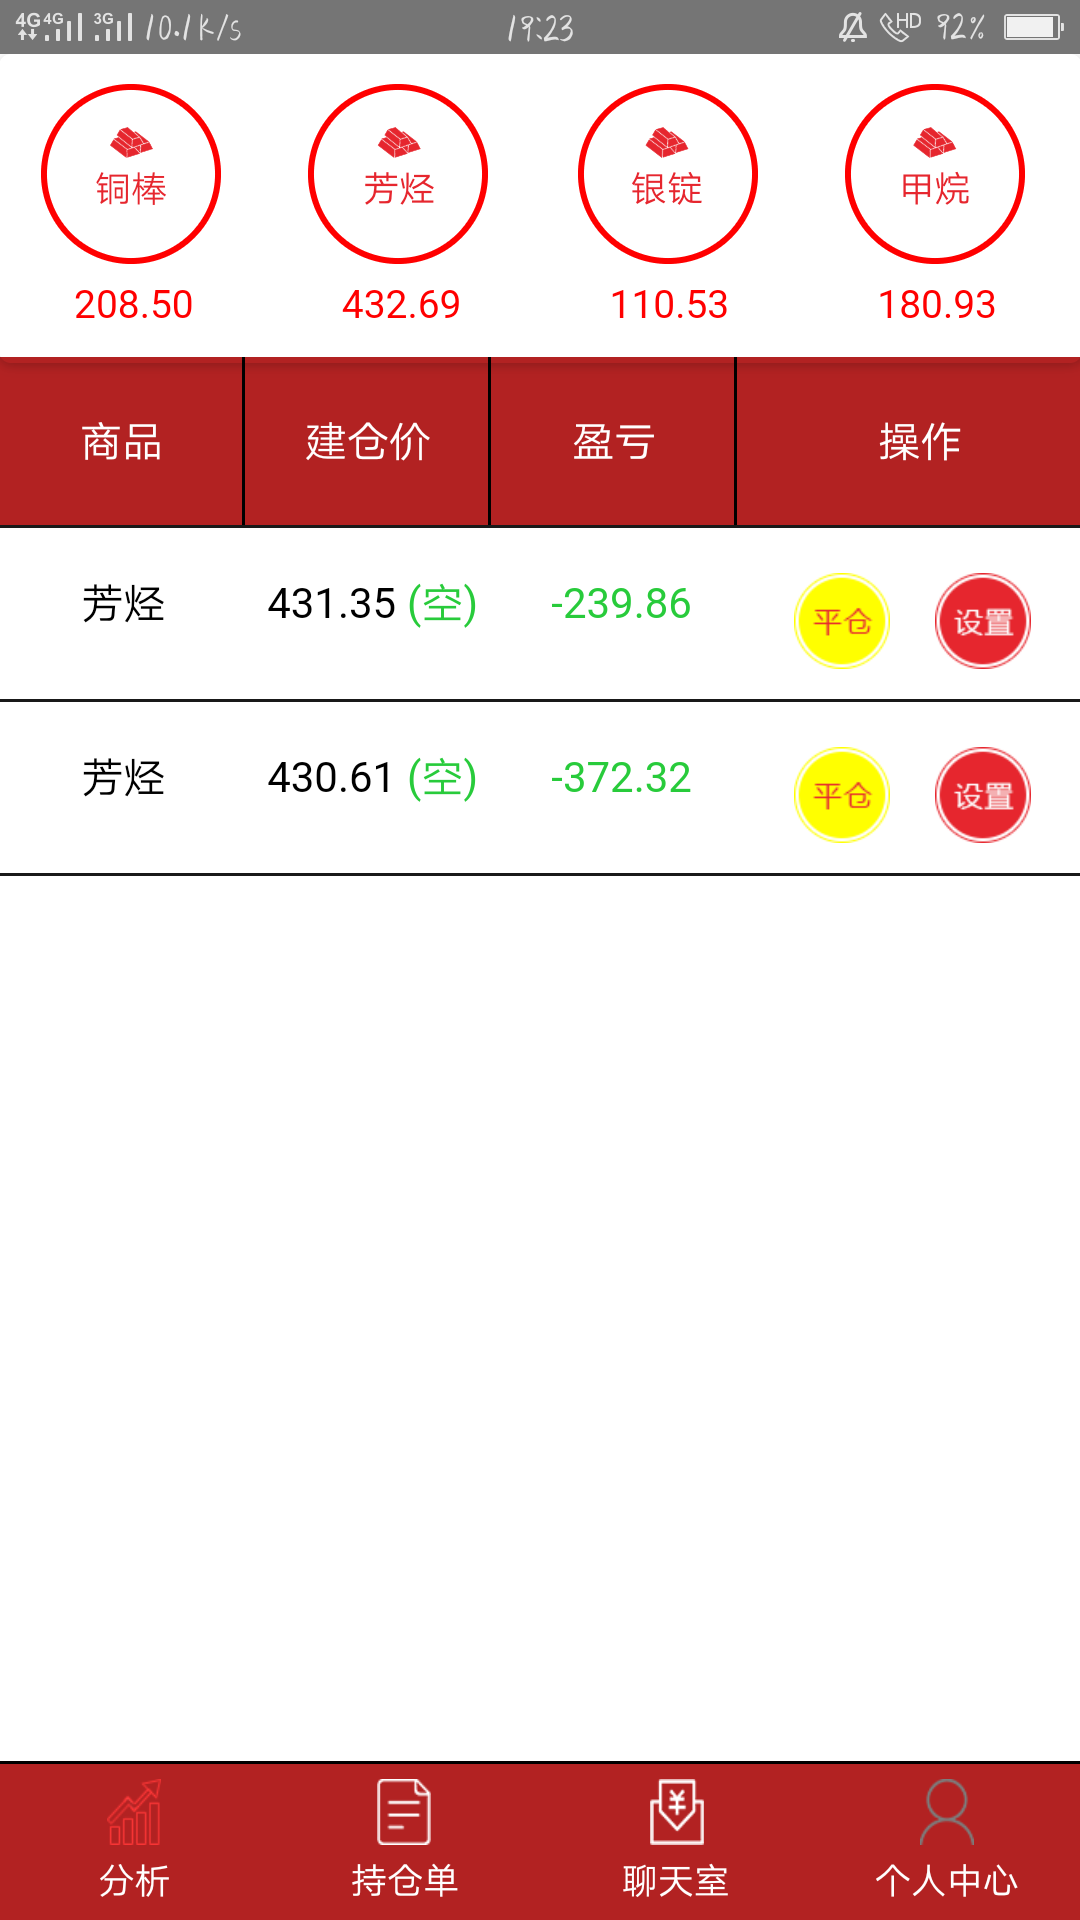 4G 4G 3G 10.1K/s 19:23 HD 92%
铜棒 芳烃 银锭 甲烷
208.50 432.69 110.53 180.93
商品 建仓价 盈亏 操作
芳烃 431.35 (空) -239.86 平仓 设置
芳烃 430.61 (空) -372.32 平仓 设置
分析 持仓单 聊天室 个人中心